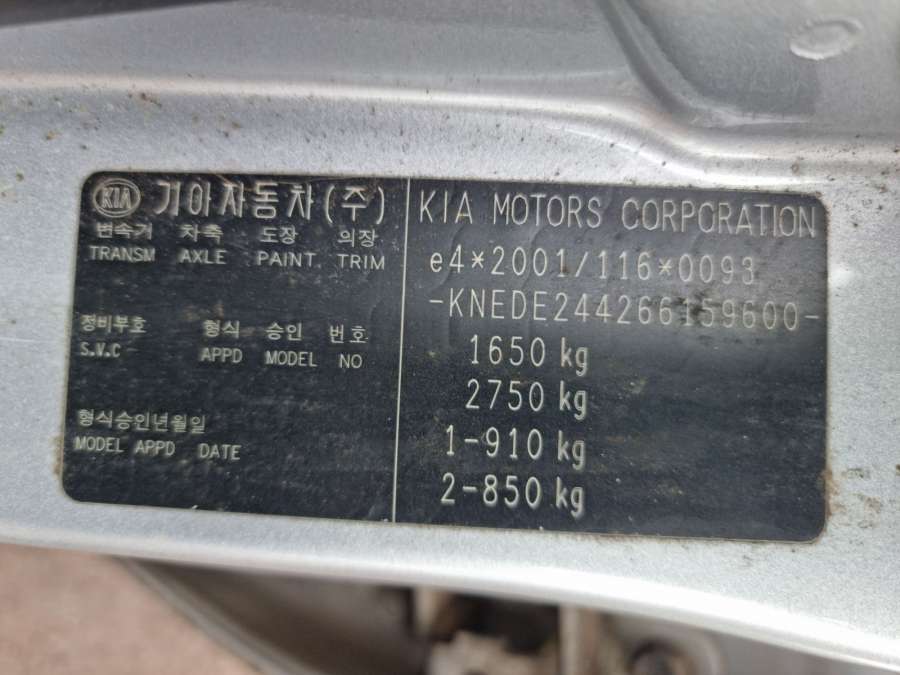 KIA 기아자동차(주)
변속기 차축 도장 의장
TRANSM AXLE PAINT TRIM
정비부호 형식 승인 번호
S.V.C APPD MODEL NO
형식승인년월일
MODEL APPD DATE
KIA MOTORS CORPORATION
e4*2001/116*0093
-KNEDE244266159600-
1650 kg
2750 kg
1-910 kg
2-850 kg